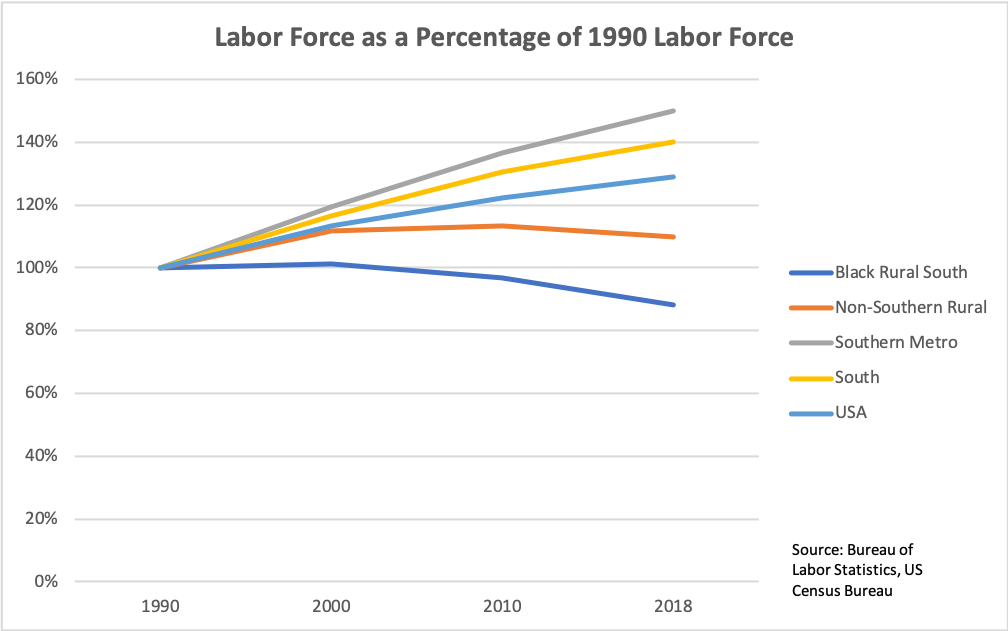 Labor Force as a Percentage of 1990 Labor Force
160%
140%
120%
100%
80%
60%
40%
20%
0%
1990 2000 2010 2018
Black Rural South
Non-Southern Rural
Southern Metro
South
USA
Source: Bureau of
Labor Statistics, US
Census Bureau